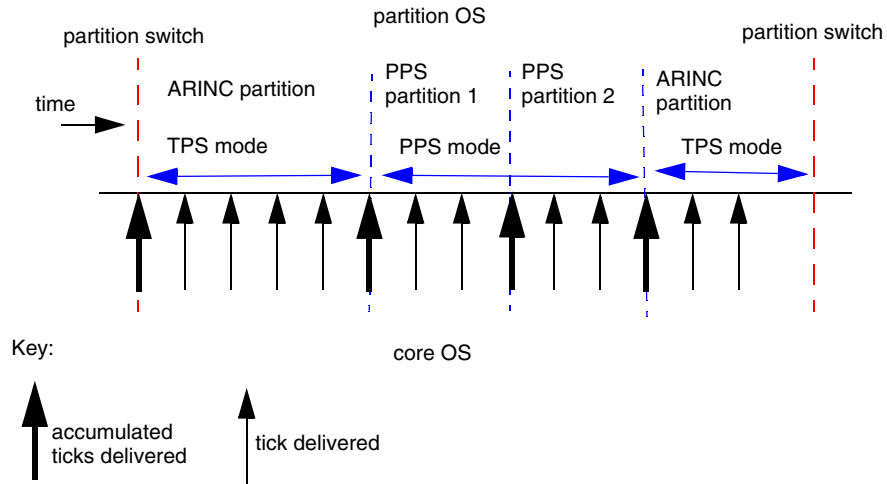 partition OS
partition switch
partition switch
ARINC partition
PPS
partition 1
PPS
partition 2
ARINC
partition
time
TPS mode
PPS mode
TPS mode
Key:
core OS
accumulated
ticks delivered
tick delivered